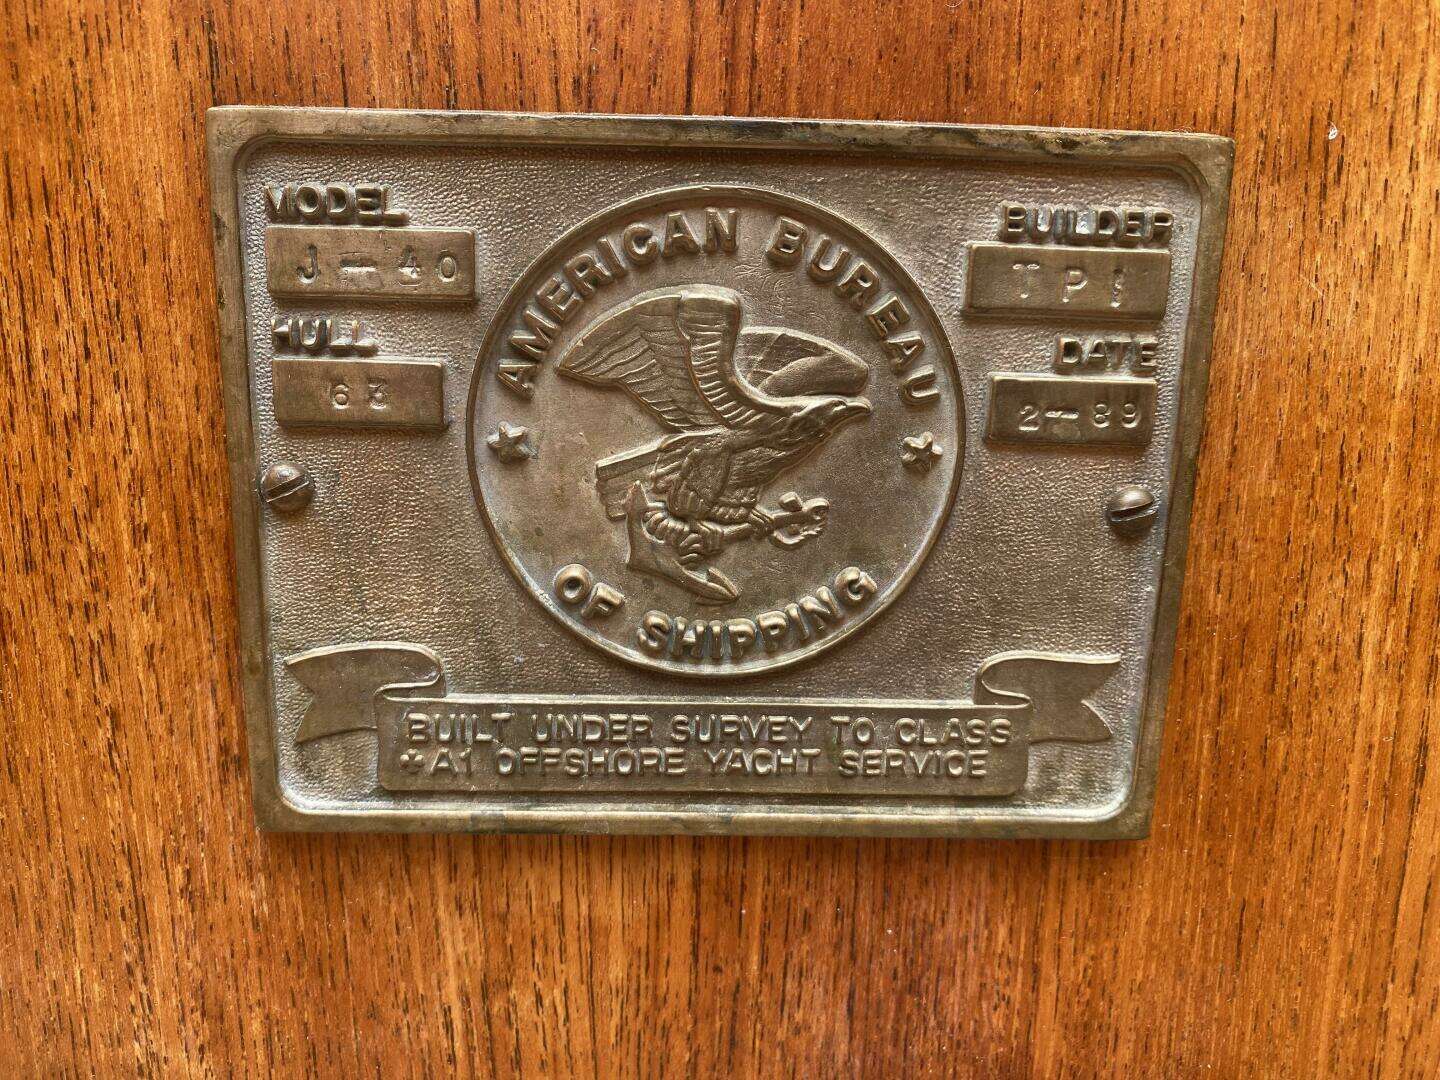 MODEL
J-40
HULL
63
AMERICAN BUREAU
OF SHIPPING
BUILDER
TPI
DATE
2-89
BUILT UNDER SURVEY TO CLASS
✠A1 OFFSHORE YACHT SERVICE